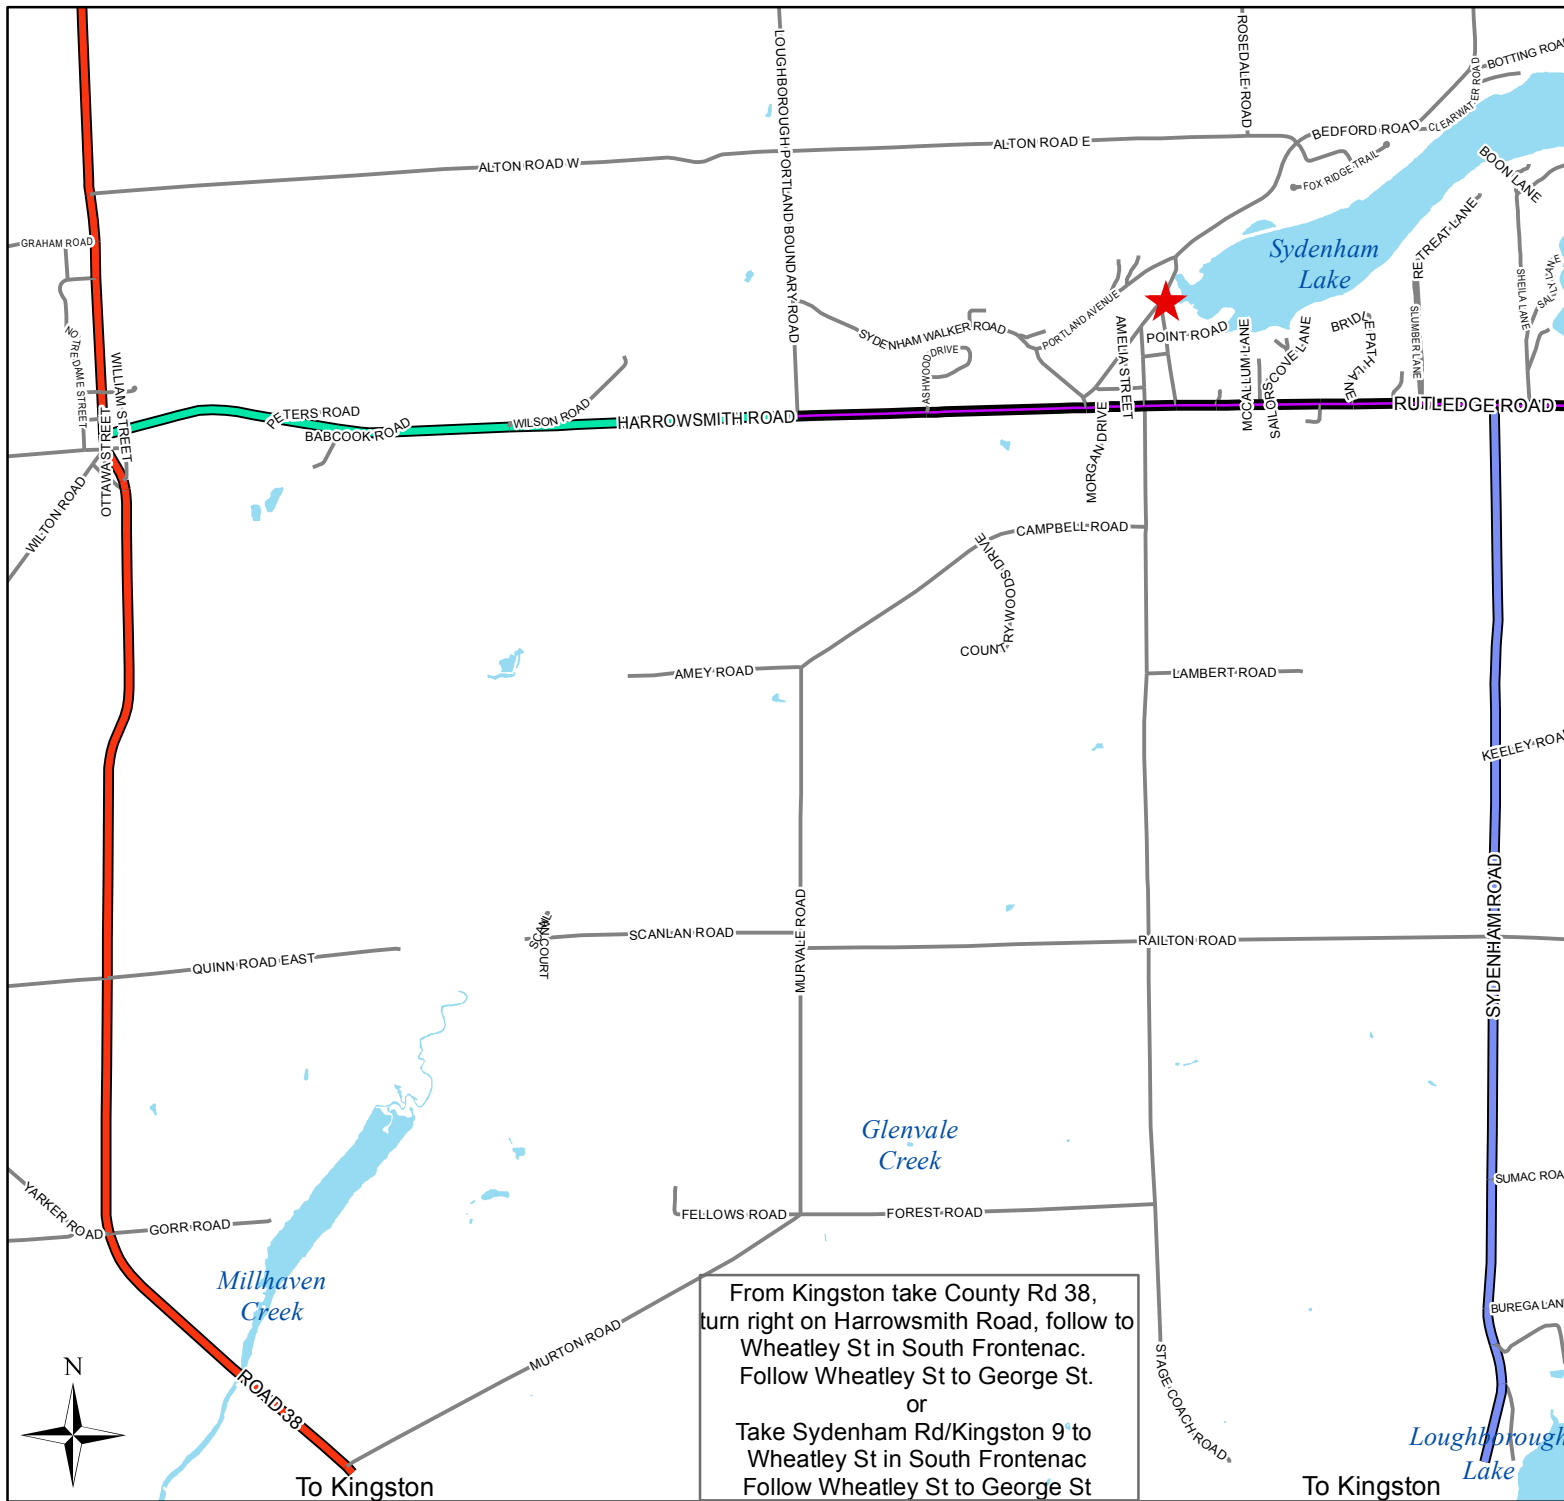 LOUGHBOROUGH PORTLAND BOUNDARY ROAD
ROSEDALE ROAD
BOTTING ROAD
CLEARWATER ROAD
BEDFORD ROAD
ALTON ROAD E
ALTON ROAD W
FOX RIDGE TRAIL
BOON LANE
RETREAT LANE
GRAHAM ROAD
Sydenham
Lake
SHEILA LANE
SLUMBER LANE
PORTLAND AVENUE
SYDENHAM WALKER ROAD
POINT ROAD
BRIDLE PATH LANE
NOTRE DAME STREET
WILLIAM STREET
AMELIA STREET
MCCALLUM LANE
SAILORS COVE LANE
ASHWOOD DRIVE
PETERS ROAD
BABCOOK ROAD
WILSON ROAD
HARROWSMITH ROAD
RUTLEDGE ROAD
OTTAWA STREET
MORGAN DRIVE
WILTON ROAD
CAMPBELL ROAD
COUNTRY WOODS DRIVE
AMEY ROAD
LAMBERT ROAD
KEELEY ROAD
SYDENHAM ROAD
MURVALE ROAD
SCANLAN COURT
SCANLAN ROAD
RAILTON ROAD
QUINN ROAD EAST
Glenvale
Creek
YARKER ROAD
GORR ROAD
FELLOWS ROAD
FOREST ROAD
SUMAC ROA
Millhaven
Creek
BUREGA LAN
MURTON ROAD
STAGE COACH ROAD
ROAD 38
N
From Kingston take County Rd 38,
turn right on Harrowsmith Road, follow to
Wheatley St in South Frontenac.
Follow Wheatley St to George St.
or
Take Sydenham Rd/Kingston 9 to
Wheatley St in South Frontenac
Follow Wheatley St to George St
Loughborough
Lake
To Kingston
To Kingston